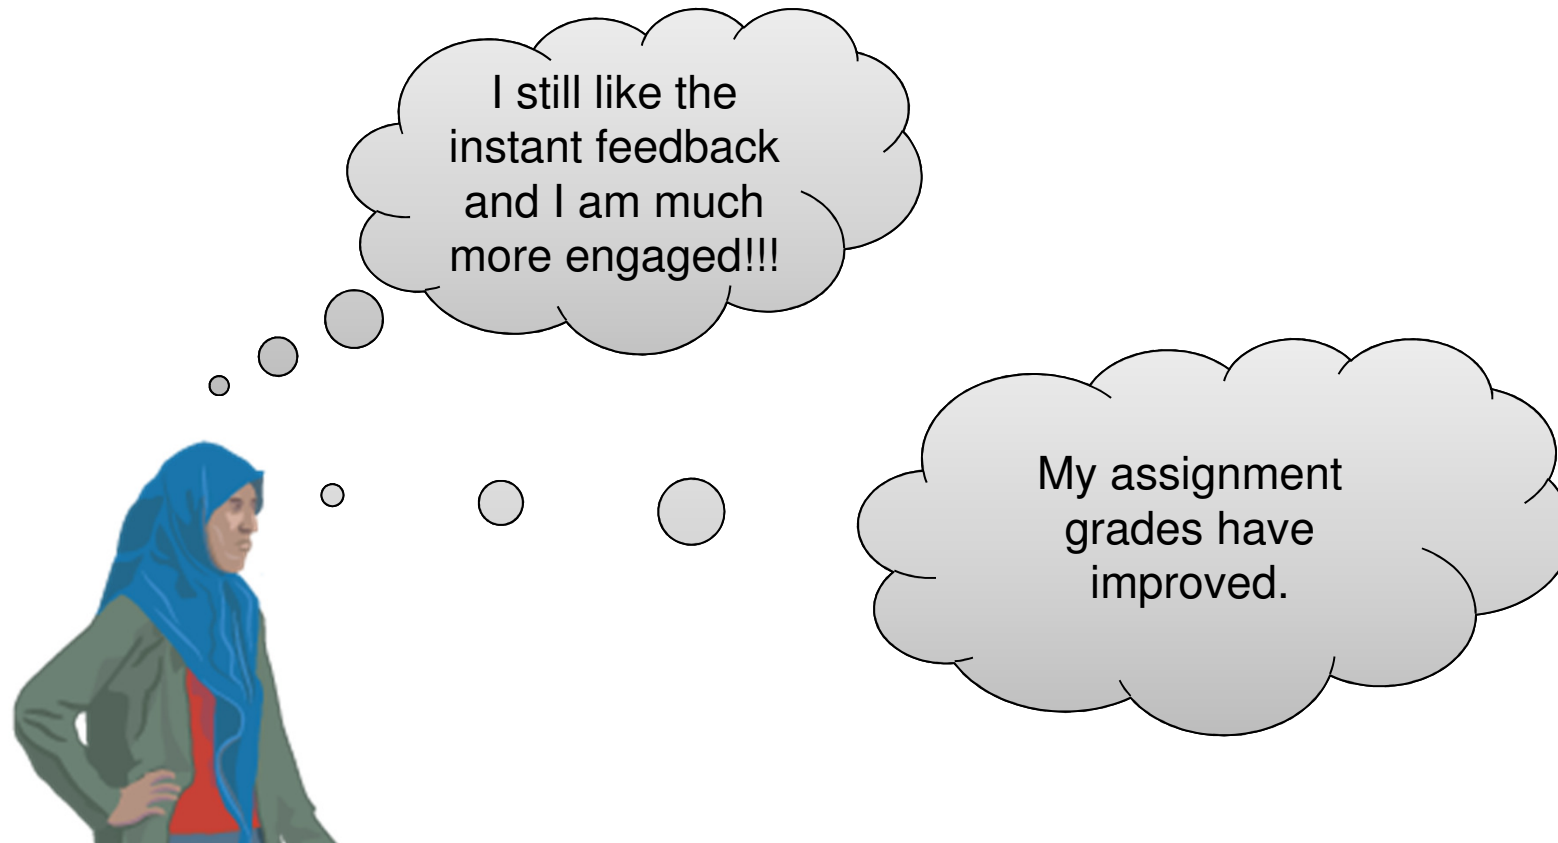 I still like the
instant feedback
and I am much
more engaged!!!
My assignment
grades have
improved.